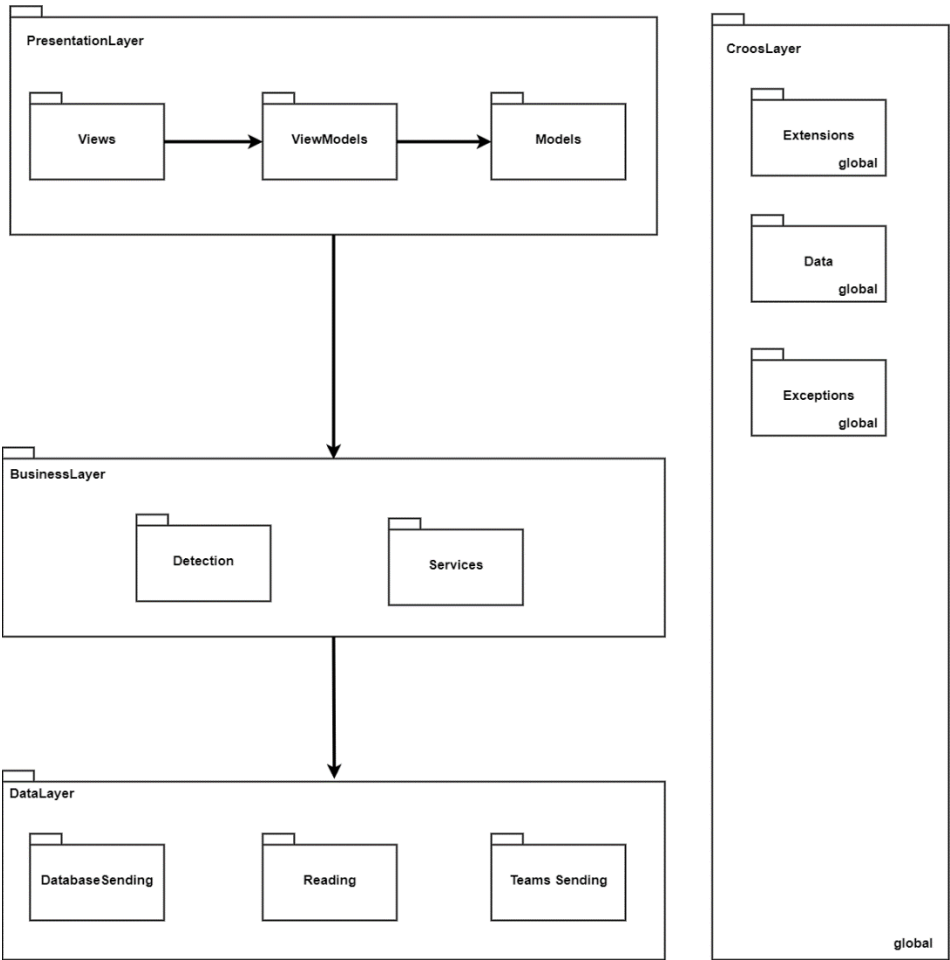 PresentationLayer
Views
ViewModels
Models
BusinessLayer
Detection
Services
DataLayer
DatabaseSending
Reading
Teams Sending
CroosLayer
Extensions
global
Data
global
Exceptions
global
global